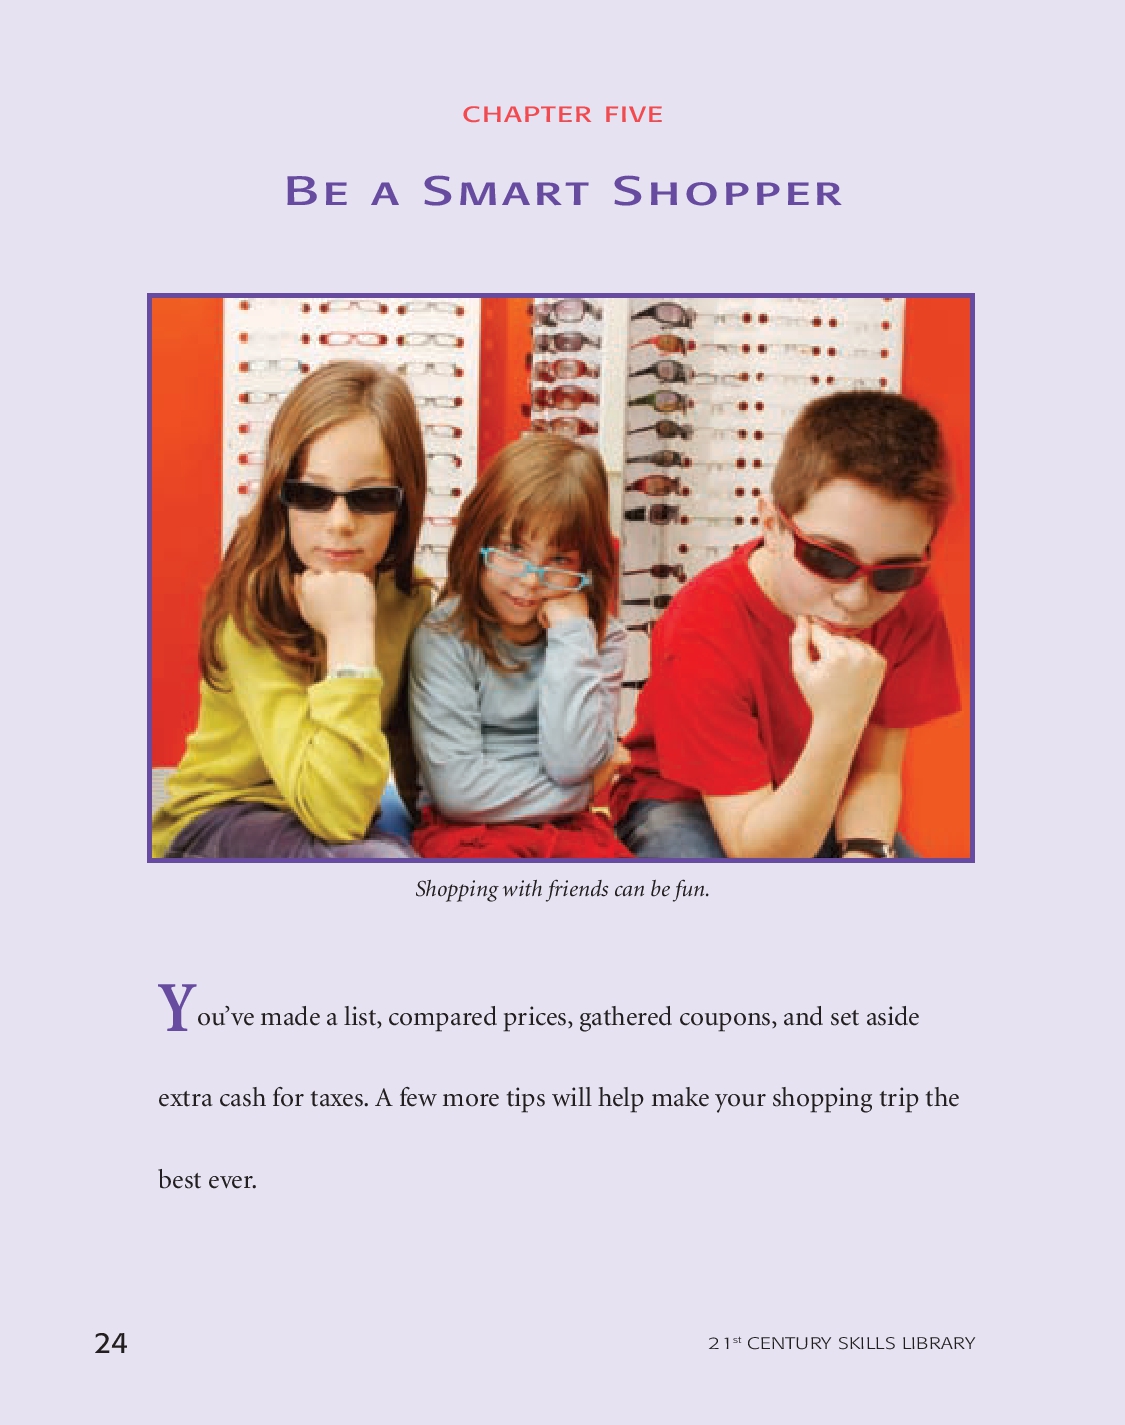 CHAPTER FIVE
BE A SMART SHOPPER
Shopping with friends can be fun.
You’ve made a list, compared prices, gathered coupons, and set aside
extra cash for taxes. A few more tips will help make your shopping trip the
best ever.
24
21st CENTURY SKILLS LIBRARY